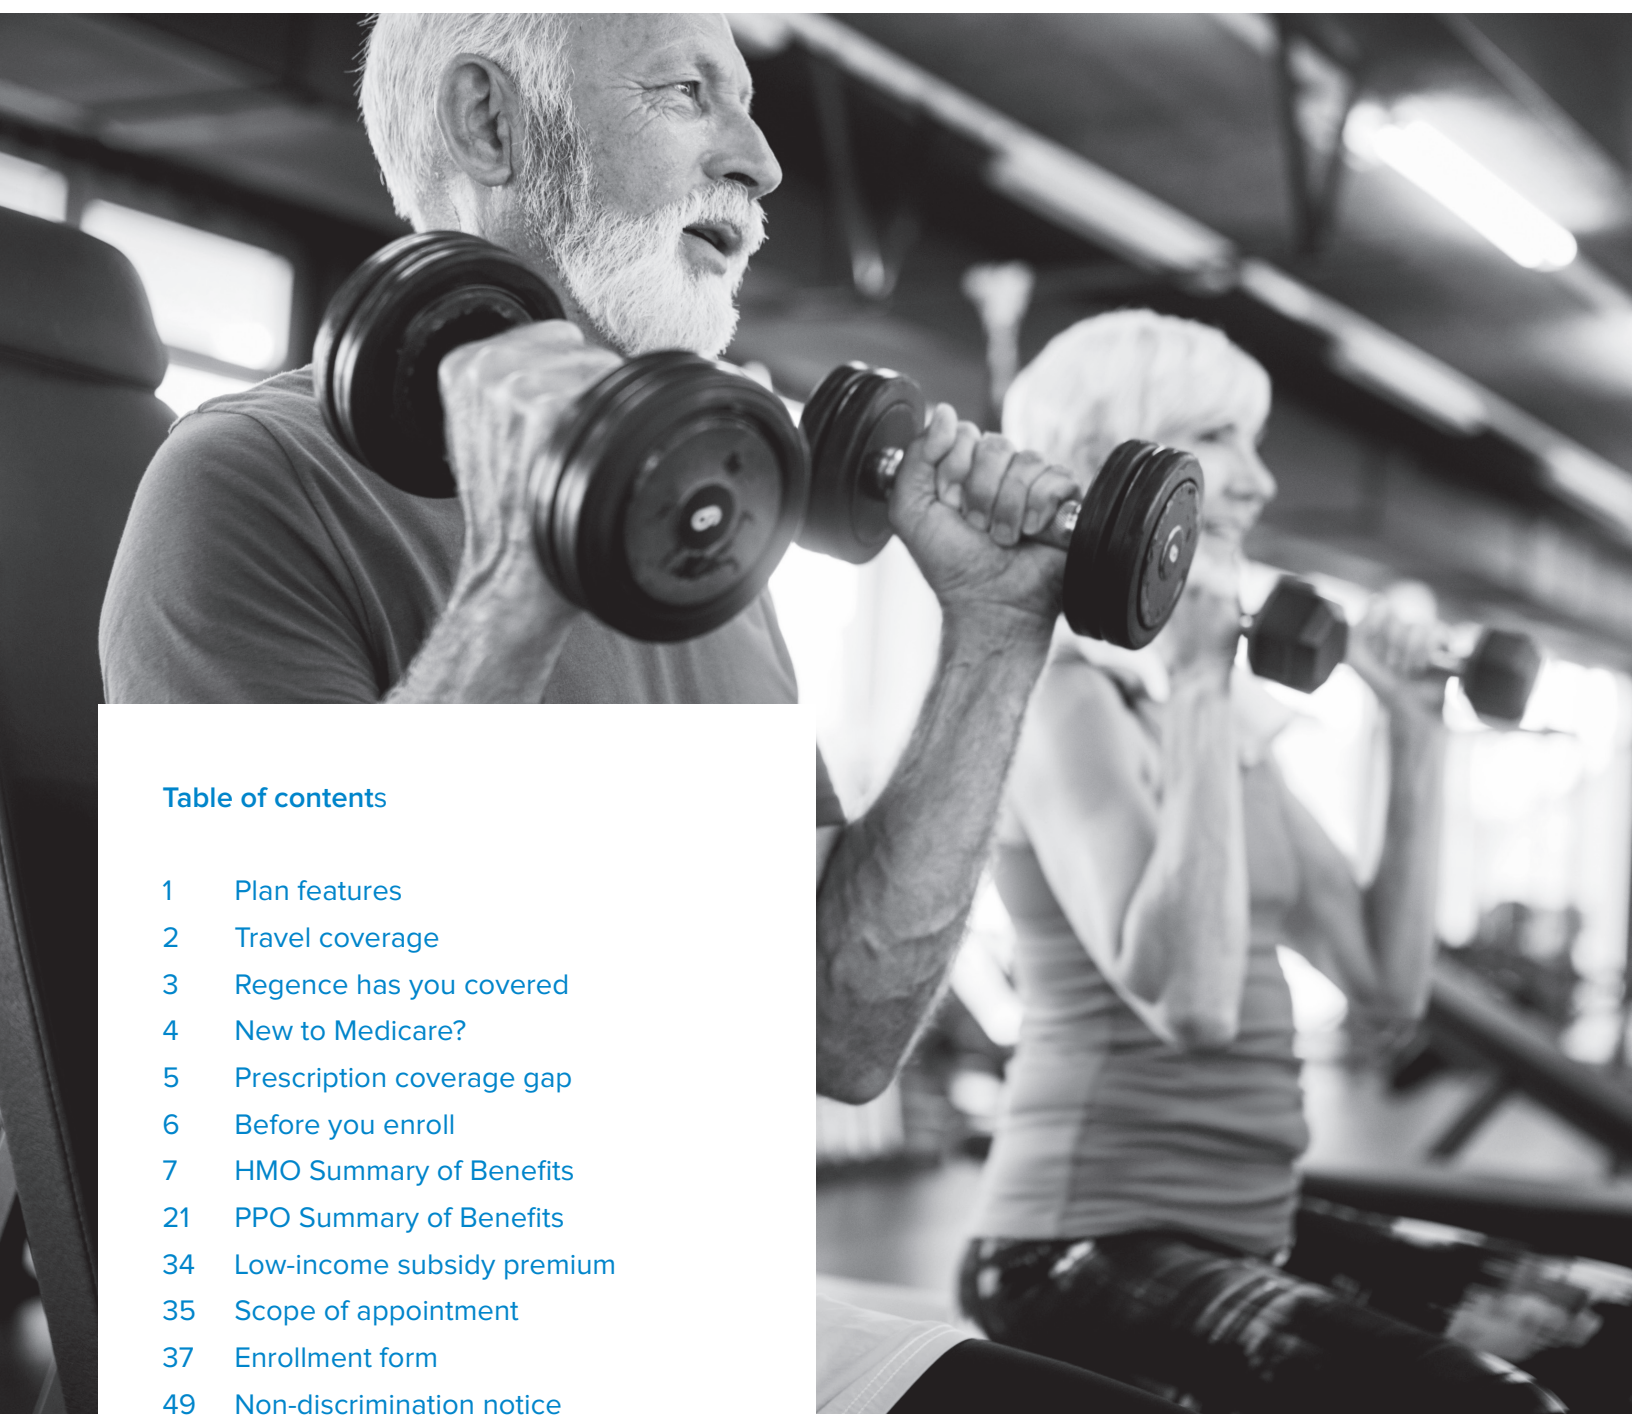 Table of contents
1 Plan features
2 Travel coverage
3 Regence has you covered
4 New to Medicare?
5 Prescription coverage gap
6 Before you enroll
7 HMO Summary of Benefits
21 PPO Summary of Benefits
34 Low-income subsidy premium
35 Scope of appointment
37 Enrollment form
49 Non-discrimination notice